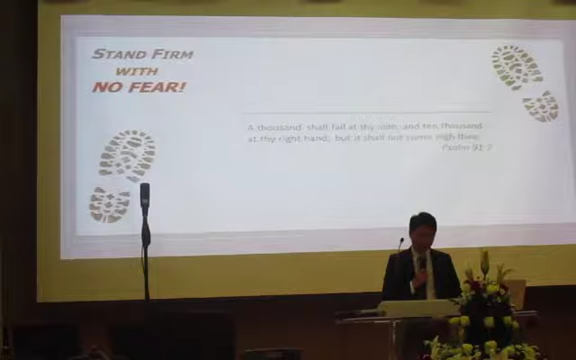 STAND FIRM
WITH
NO FEAR!
A thousand shall fall at thy side, and ten thousand
at thy right hand; but it shall not come nigh thee.
Psalm 91:7